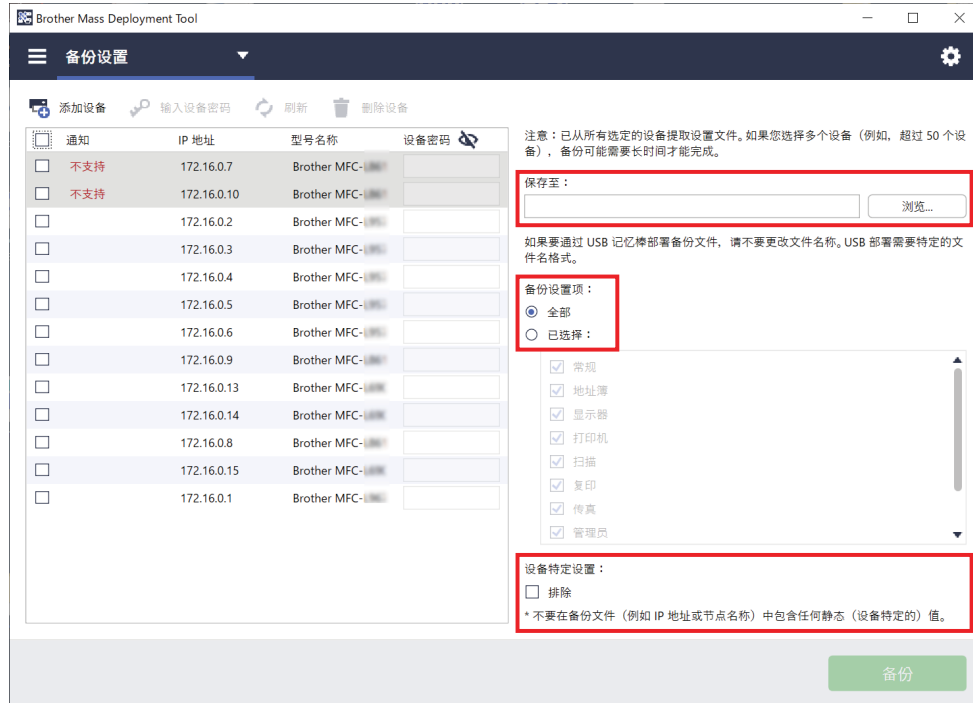 Brother Mass Deployment Tool
备份设置
添加设备 输入设备密码 刷新 删除设备
通知 IP 地址 型号名称 设备密码
不支持 172.16.0.7 Brother MFC-
不支持 172.16.0.10 Brother MFC-
172.16.0.2 Brother MFC-
172.16.0.3 Brother MFC-
172.16.0.4 Brother MFC-
172.16.0.5 Brother MFC-
172.16.0.6 Brother MFC-
172.16.0.9 Brother MFC-
172.16.0.13 Brother MFC-
172.16.0.14 Brother MFC-
172.16.0.8 Brother MFC-
172.16.0.15 Brother MFC-
172.16.0.1 Brother MFC-
注意：已从所有选定的设备提取设置文件。如果您选择多个设备（例如，超过 50 个设
备），备份可能需要长时间才能完成。
保存至：
浏览...
如果要通过 USB 记忆棒部署备份文件，请不要更改文件名称。USB 部署需要特定的文
件名格式。
备份设置项：
全部
已选择：
常规
地址薄
显示器
打印机
扫描
复印
传真
管理员
设备特定设置：
排除
* 不要在备份文件（例如 IP 地址或节点名称）中包含任何静态（设备特定的）值。
备份